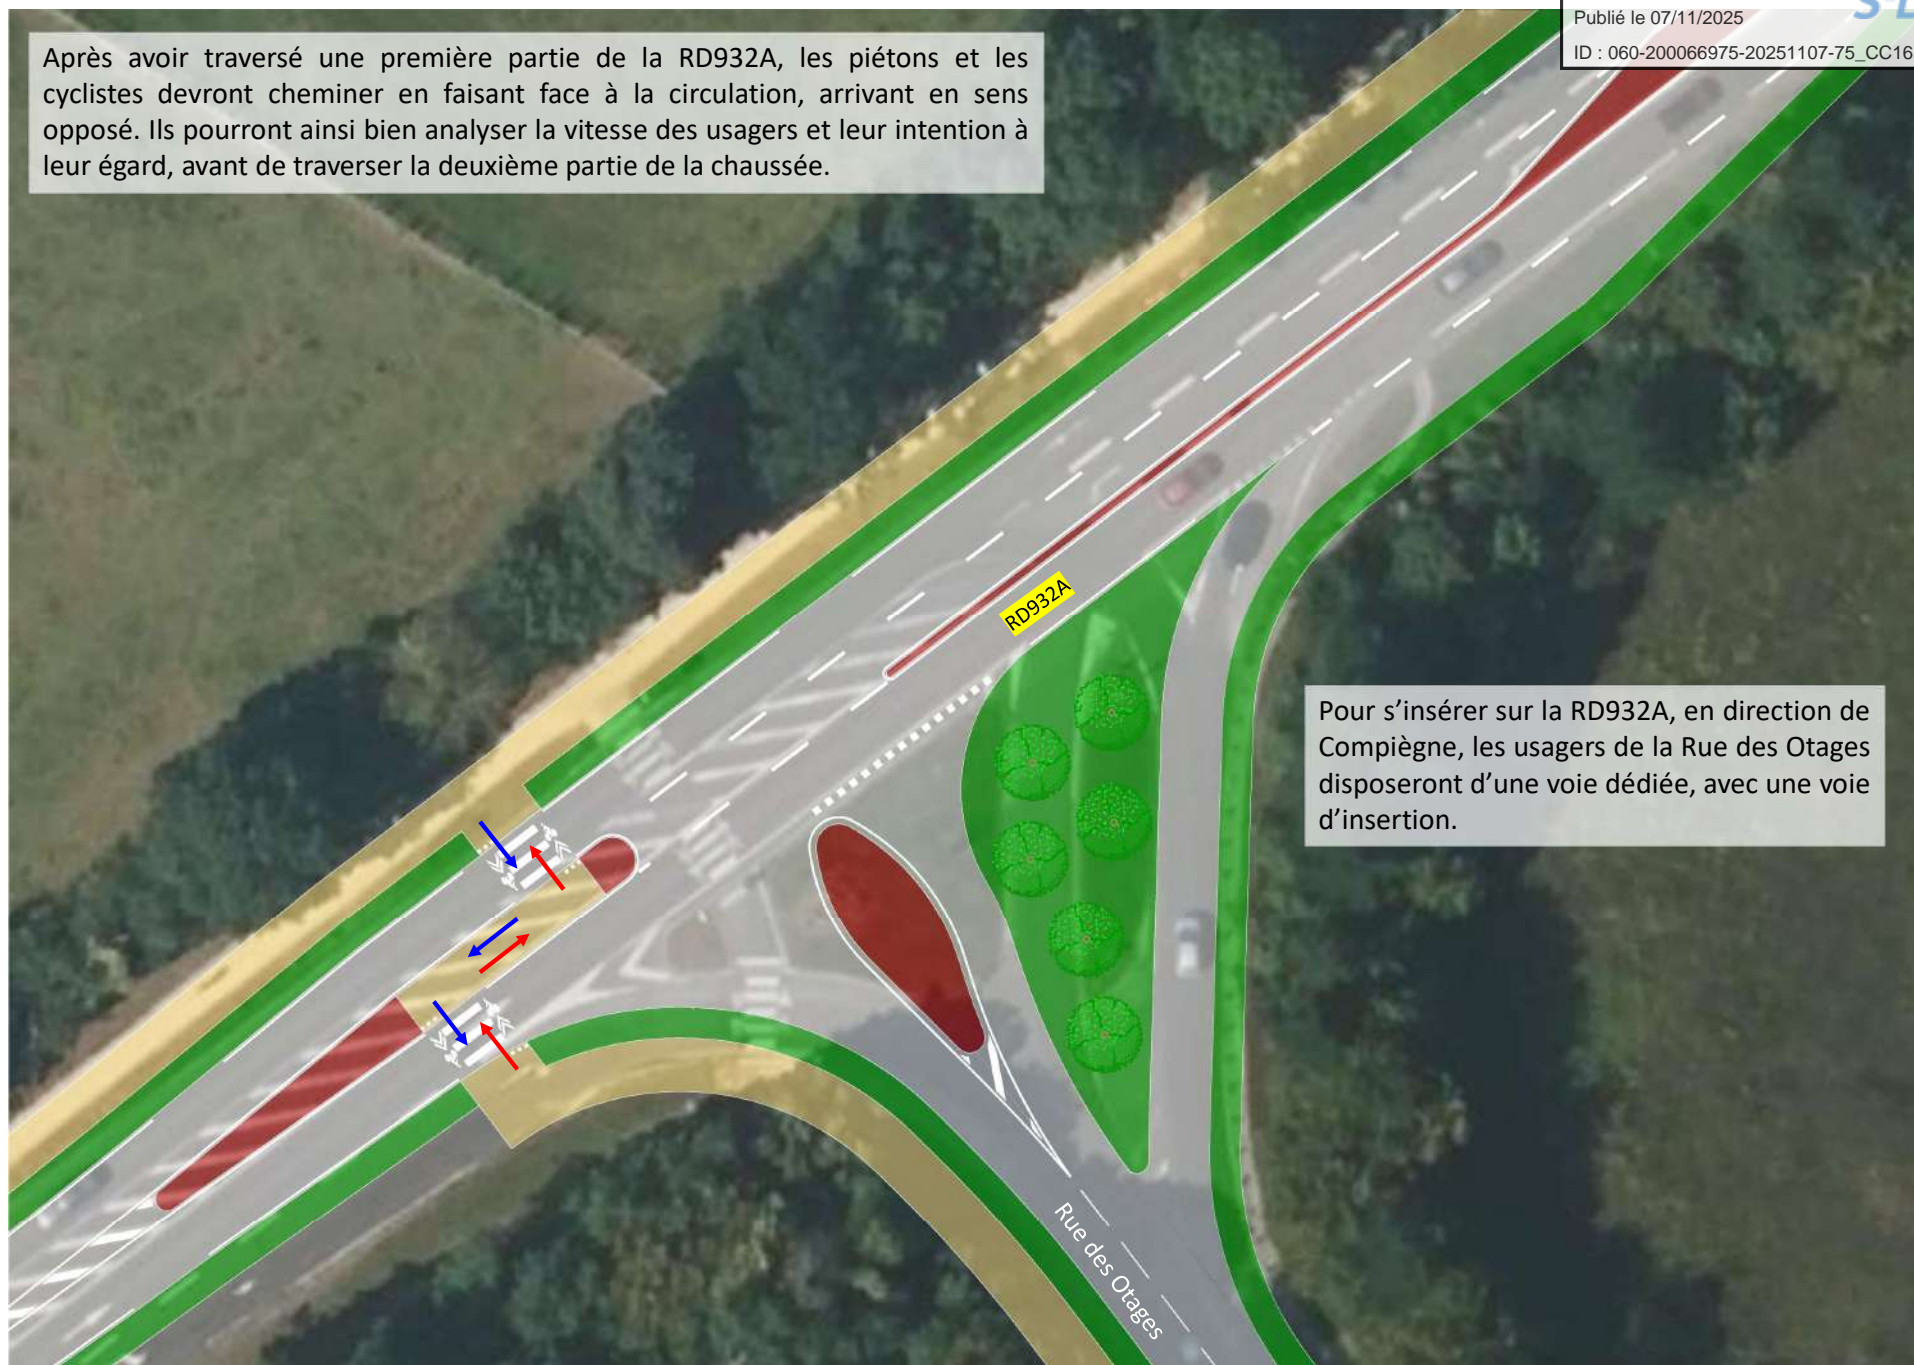 Publié le 07/11/2025
ID : 060-200066975-20251107-75_CC16
Après avoir traversé une première partie de la RD932A, les piétons et les
cyclistes devront cheminer en faisant face à la circulation, arrivant en sens
opposé. Ils pourront ainsi bien analyser la vitesse des usagers et leur intention à
leur égard, avant de traverser la deuxième partie de la chaussée.
RD932A
Pour s’insérer sur la RD932A, en direction de
Compiègne, les usagers de la Rue des Otages
disposeront d’une voie dédiée, avec une voie
d’insertion.
Rue des Otages